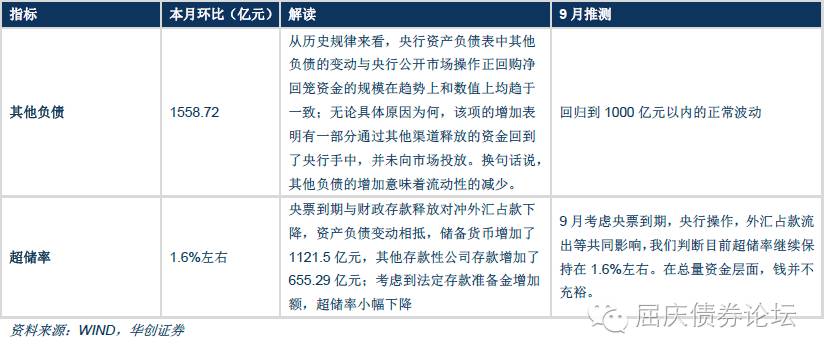 指标 本月环比（亿元） 解读 9 月推测
从历史规律来看，央行资产负债表中其他
负债的变动与央行公开市场操作正回购净
回笼资金的规模在趋势上和数值上均趋于
其他负债 1558.72 一致；无论具体原因为何，该项的增加表 回归到 1000 亿元以内的正常波动
明有一部分通过其他渠道释放的资金回到
了央行手中，并未向市场投放。换句话说，
其他负债的增加意味着流动性的减少。
央票到期与财政存款释放对冲外汇占款下
降，资产负债变动相抵，储备货币增加了
1121.5 亿元，其他存款性公司存款增加了
655.29 亿元；考虑到法定存款准备金增加
额，超储率小幅下降
超储率 1.6%左右
9 月考虑央票到期，央行操作，外汇占款流
出等共同影响，我们判断目前超储率继续保
持在 1.6%左右。在总量资金层面，钱并不
充裕。
资料来源：WIND，华创证券
屈庆债券论坛